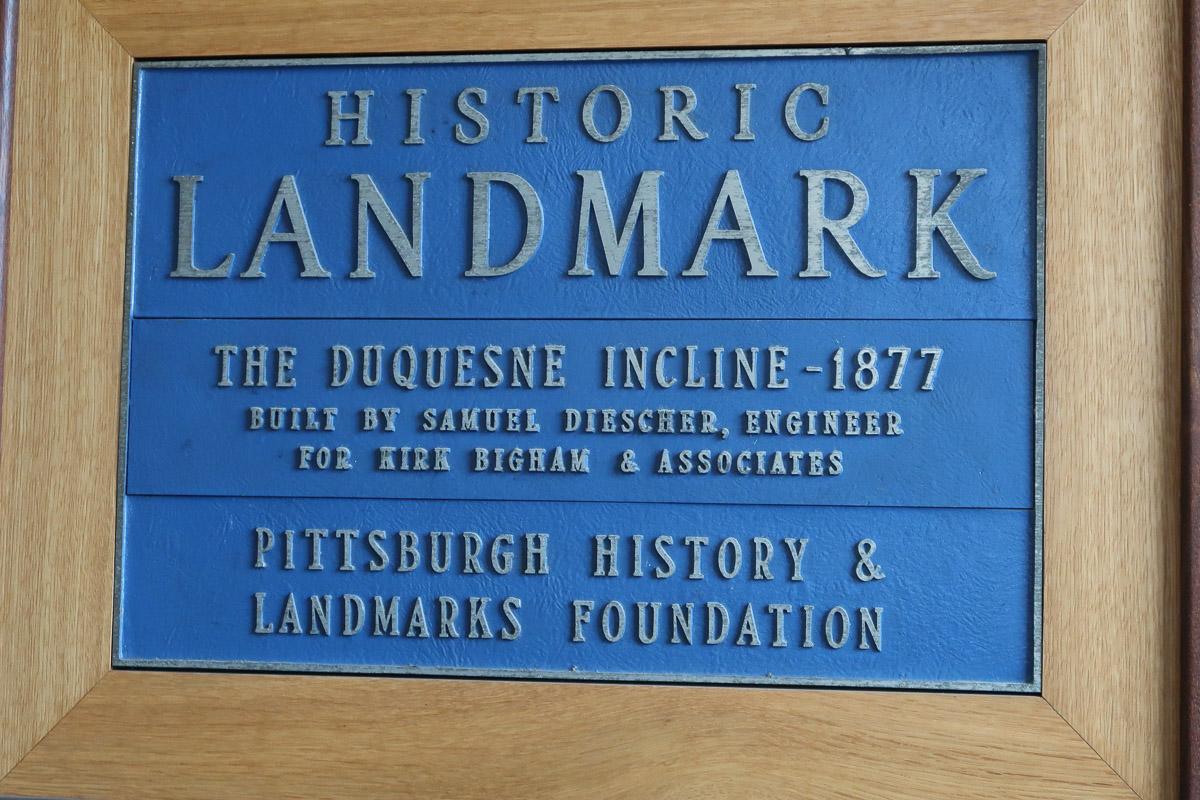 HISTORIC
LANDMARK
THE DUQUESNE INCLINE -1877
BUILT BY SAMUEL DIESCHER, ENGINEER
FOR KIRK BIGHAM & ASSOCIATES
PITTSBURGH HISTORY &
LANDMARKS FOUNDATION